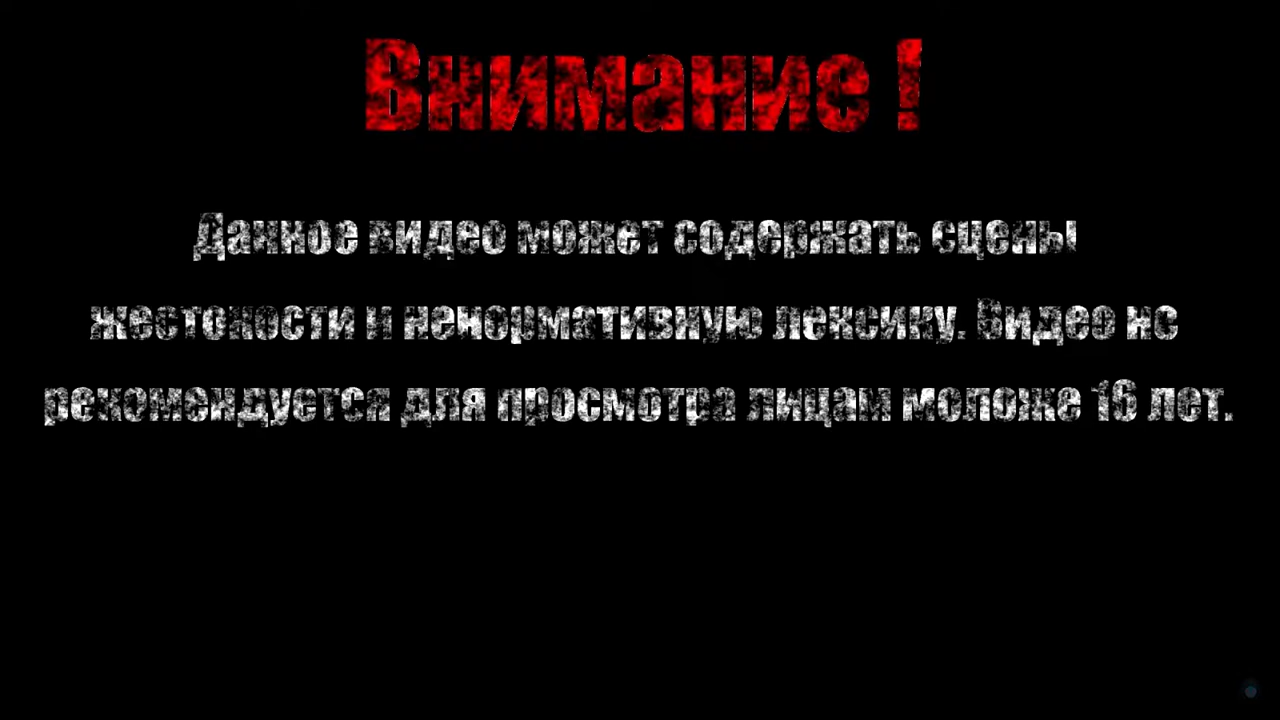 Внимание !
Данное видео может содержать сцены
жестокости и ненормативную лексику. Видео не
рекомендуется для просмотра лицам моложе 16 лет.